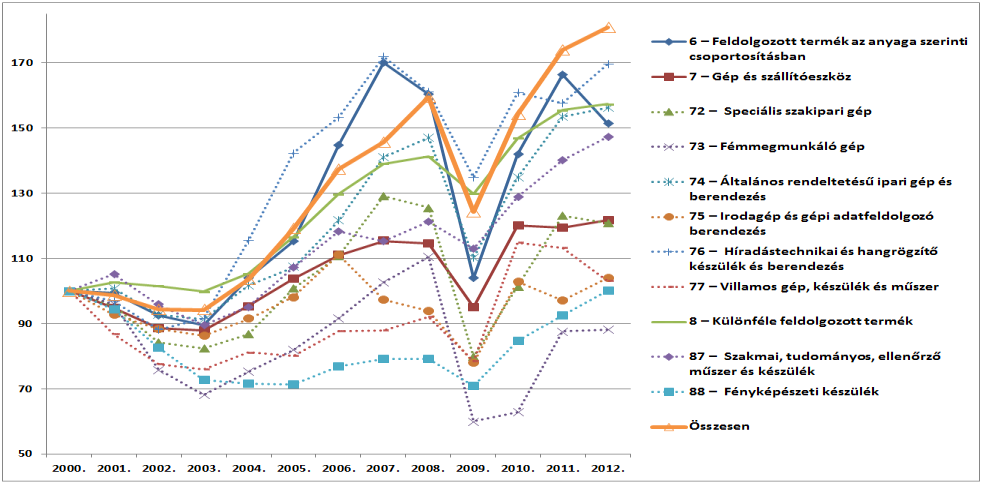 170
150
130
110
90
70
50
2000. 2001. 2002. 2003. 2004. 2005. 2006. 2007. 2008. 2009. 2010. 2011. 2012.
6 – Feldolgozott termék az anyaga szerinti
csoportosításban
7 – Gép és szállítóeszköz
72 – Speciális szakipari gép
73 – Fémmegmunkáló gép
74 – Általános rendeltetésű ipari gép és
berendezés
75 – Irodagép és gépi adatfeldolgozó
berendezés
76 – Híradástechnikai és hangrögzítő
készülék és berendezés
77 – Villamos gép, készülék és műszer
8 – Különféle feldolgozott termék
87 – Szakmai, tudományos, ellenőrző
műszer és készülék
88 – Fényképészeti készülék
Összesen